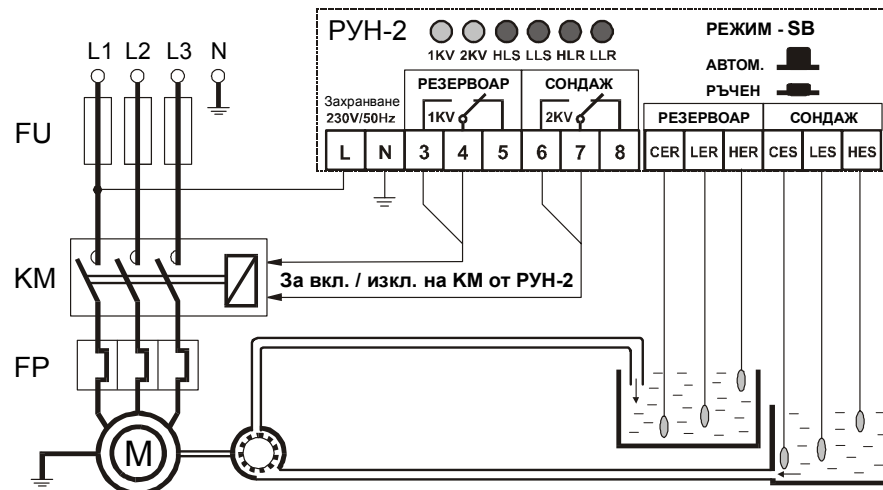 L1 L2 L3 N
FU
KM
FP
M
РУН-2
1KV 2KV HLS LLS HLR LLR
РЕЖИМ - SB
АВТОМ.
РЪЧЕН
Захранване
230V/50Hz
РЕЗЕРВОАР СОНДАЖ
1KV 2KV
РЕЗЕРВОАР СОНДАЖ
L N 3 4 5 6 7 8
CER LER HER CES LES HES
За вкл. / изкл. на КМ от РУН-2